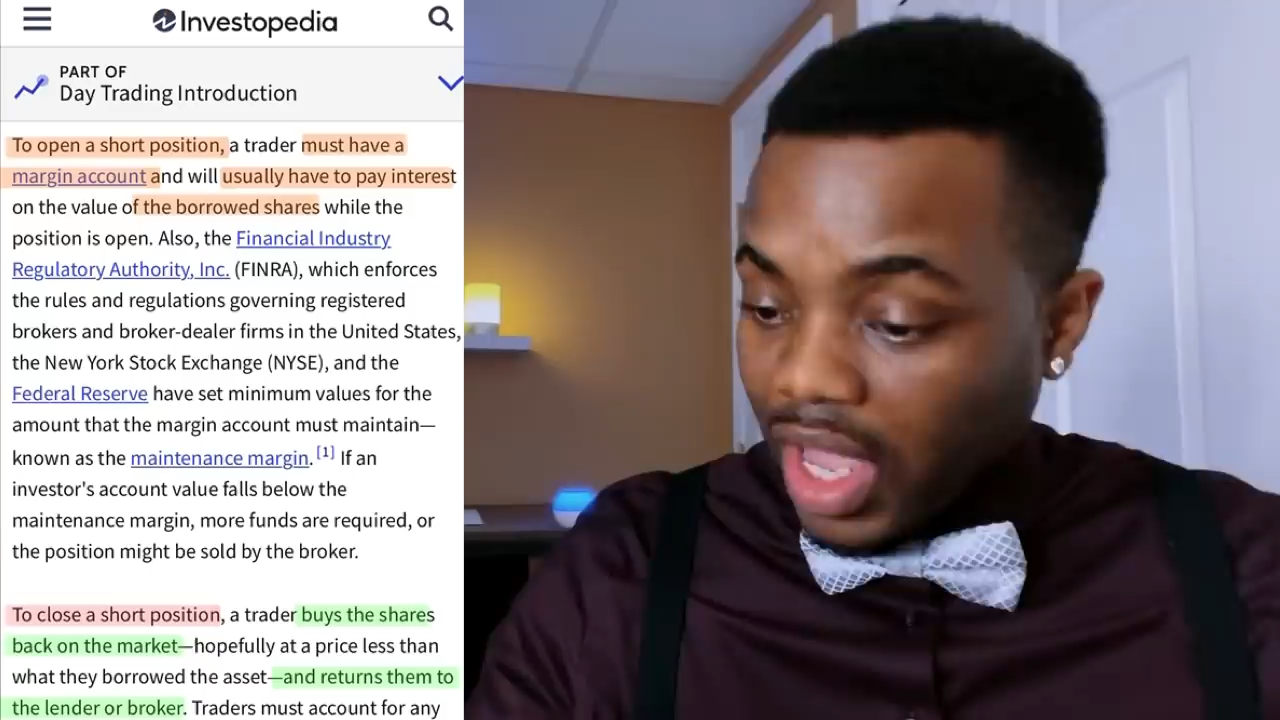 Investopedia
PART OF
Day Trading Introduction
To open a short position, a trader must have a
margin account and will usually have to pay interest
on the value of the borrowed shares while the
position is open. Also, the Financial Industry
Regulatory Authority, Inc. (FINRA), which enforces
the rules and regulations governing registered
brokers and broker-dealer firms in the United States,
the New York Stock Exchange (NYSE), and the
Federal Reserve have set minimum values for the
amount that the margin account must maintain—
known as the maintenance margin.[1] If an
investor's account value falls below the
maintenance margin, more funds are required, or
the position might be sold by the broker.
To close a short position, a trader buys the shares
back on the market—hopefully at a price less than
what they borrowed the asset—and returns them to
the lender or broker. Traders must account for any